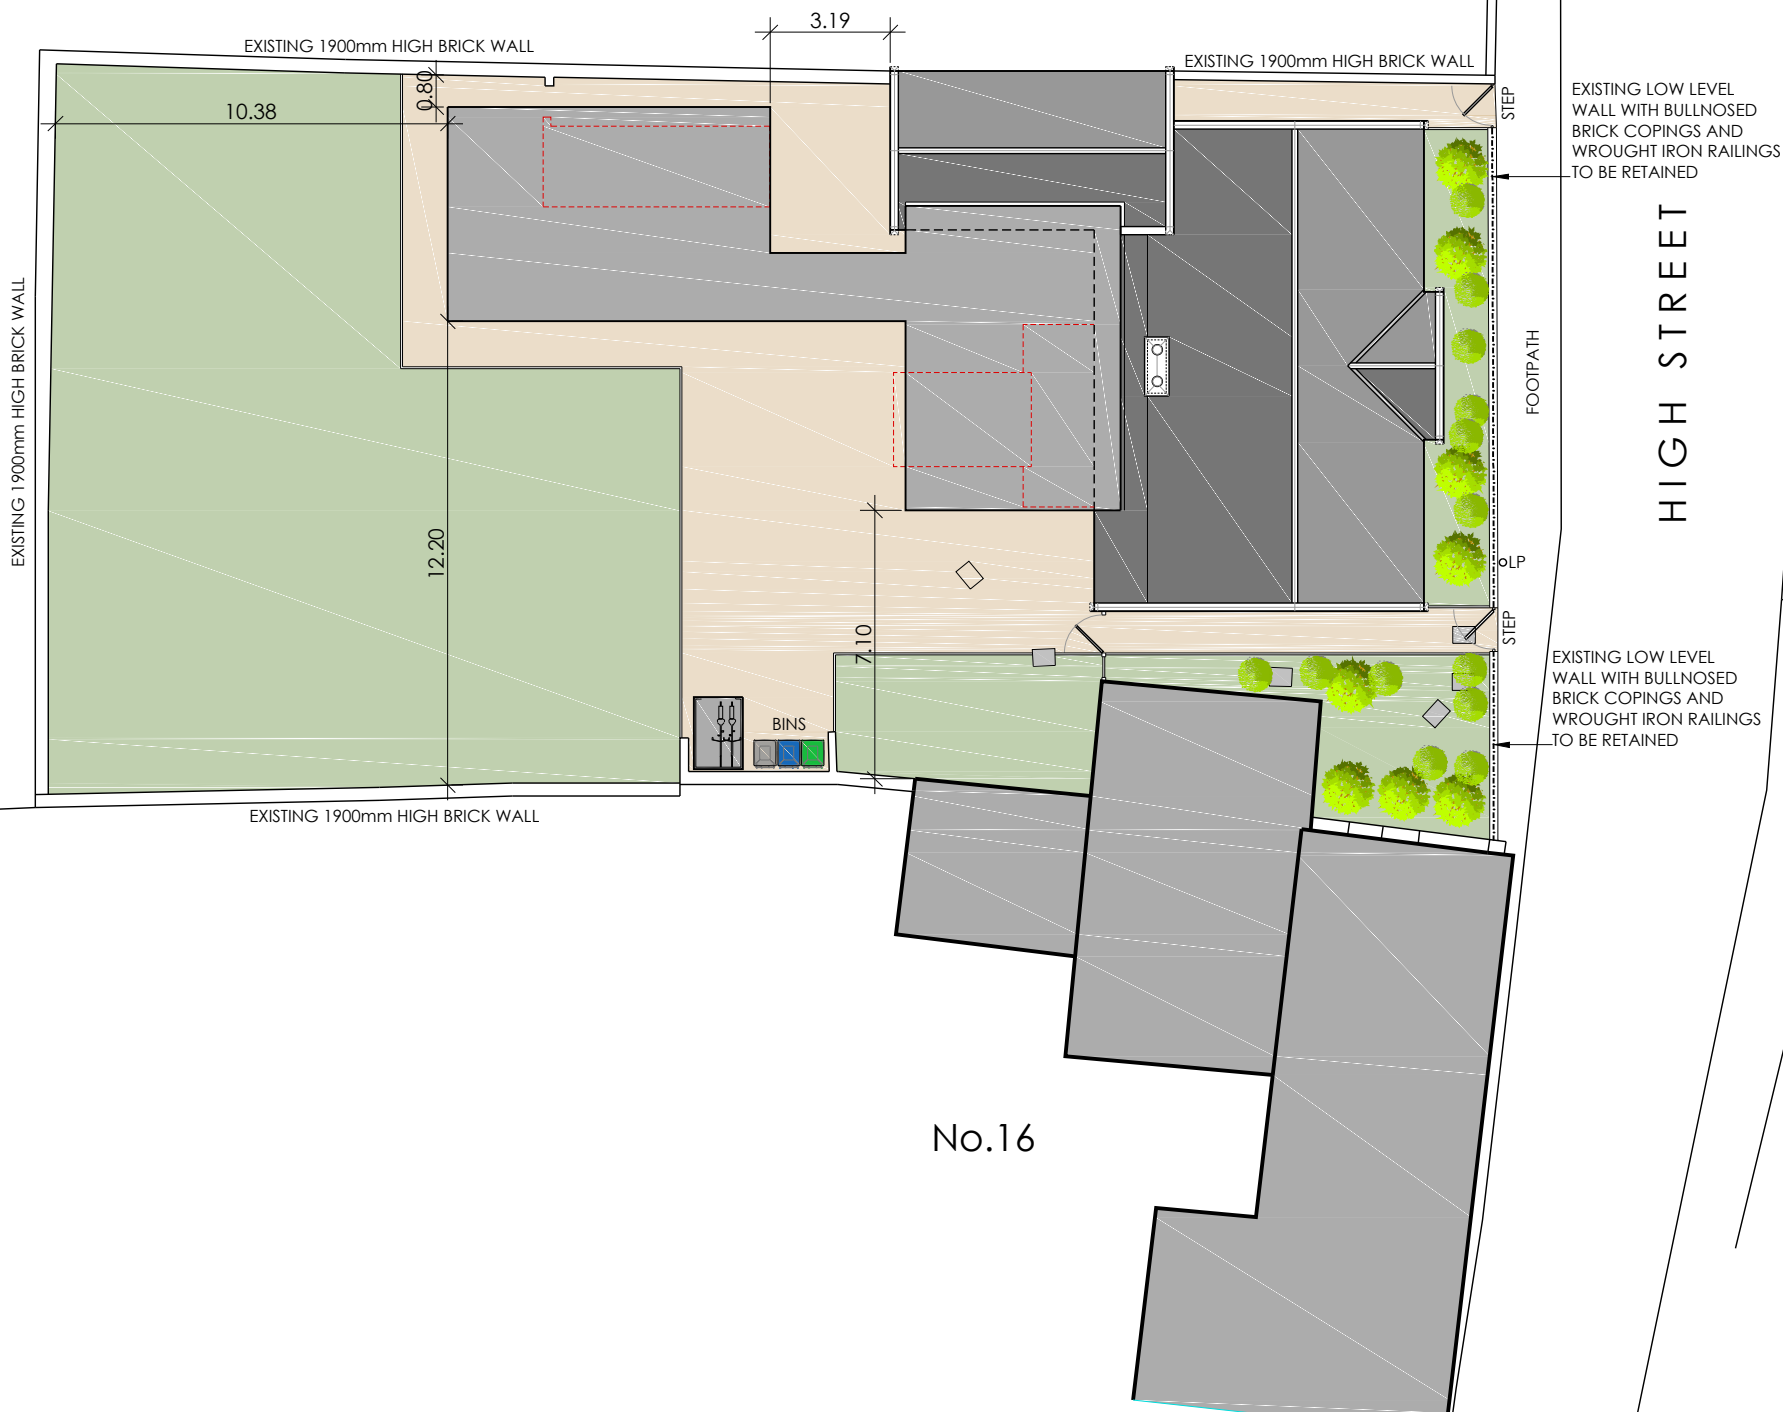 3.19
EXISTING 1900mm HIGH BRICK WALL
EXISTING 1900mm HIGH BRICK WALL
0.80
10.38
STEP
EXISTING LOW LEVEL
WALL WITH BULLNOSED
BRICK COPINGS AND
WROUGHT IRON RAILINGS
TO BE RETAINED
HIGH STREET
EXISTING 1900mm HIGH BRICK WALL
FOOTPATH
12.20
LP
7.10
STEP
EXISTING LOW LEVEL
WALL WITH BULLNOSED
BRICK COPINGS AND
WROUGHT IRON RAILINGS
TO BE RETAINED
BINS
EXISTING 1900mm HIGH BRICK WALL
No.16